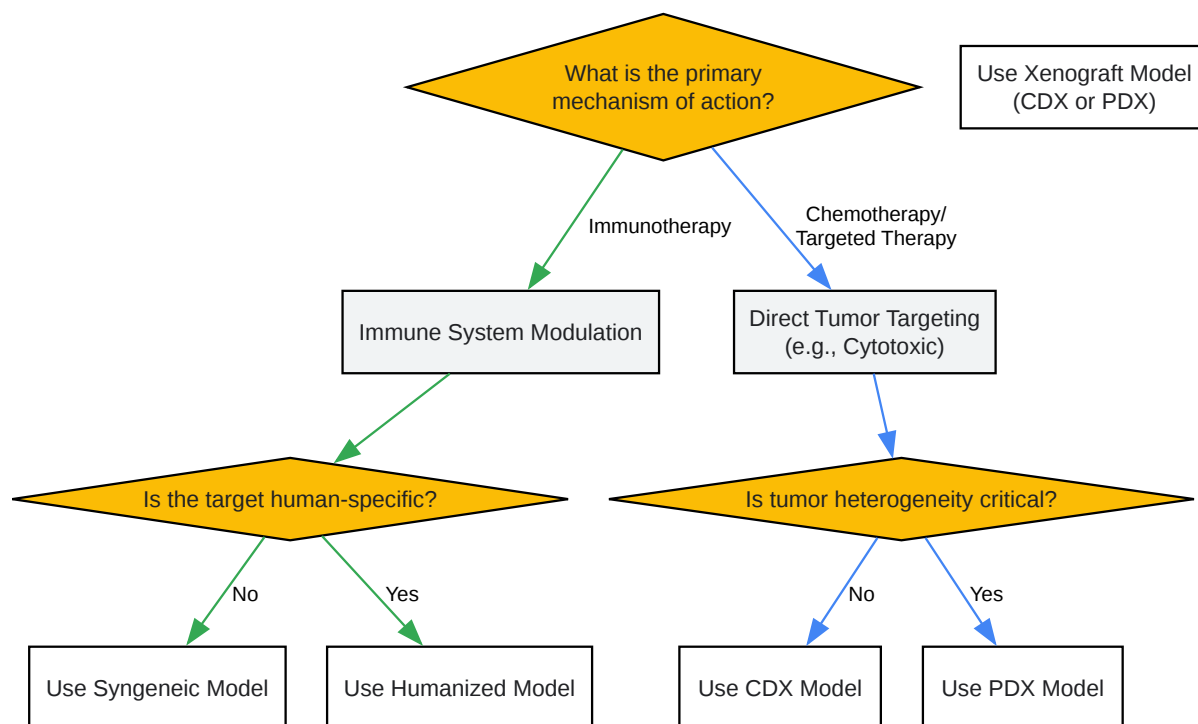 What is the primary
mechanism of action?
Use Xenograft Model
(CDX or PDX)
Immunotherapy
Chemotherapy/
Targeted Therapy
Immune System Modulation
Direct Tumor Targeting
(e.g., Cytotoxic)
Is the target human-specific?
Is tumor heterogeneity critical?
No
Yes
No
Yes
Use Syngeneic Model
Use Humanized Model
Use CDX Model
Use PDX Model